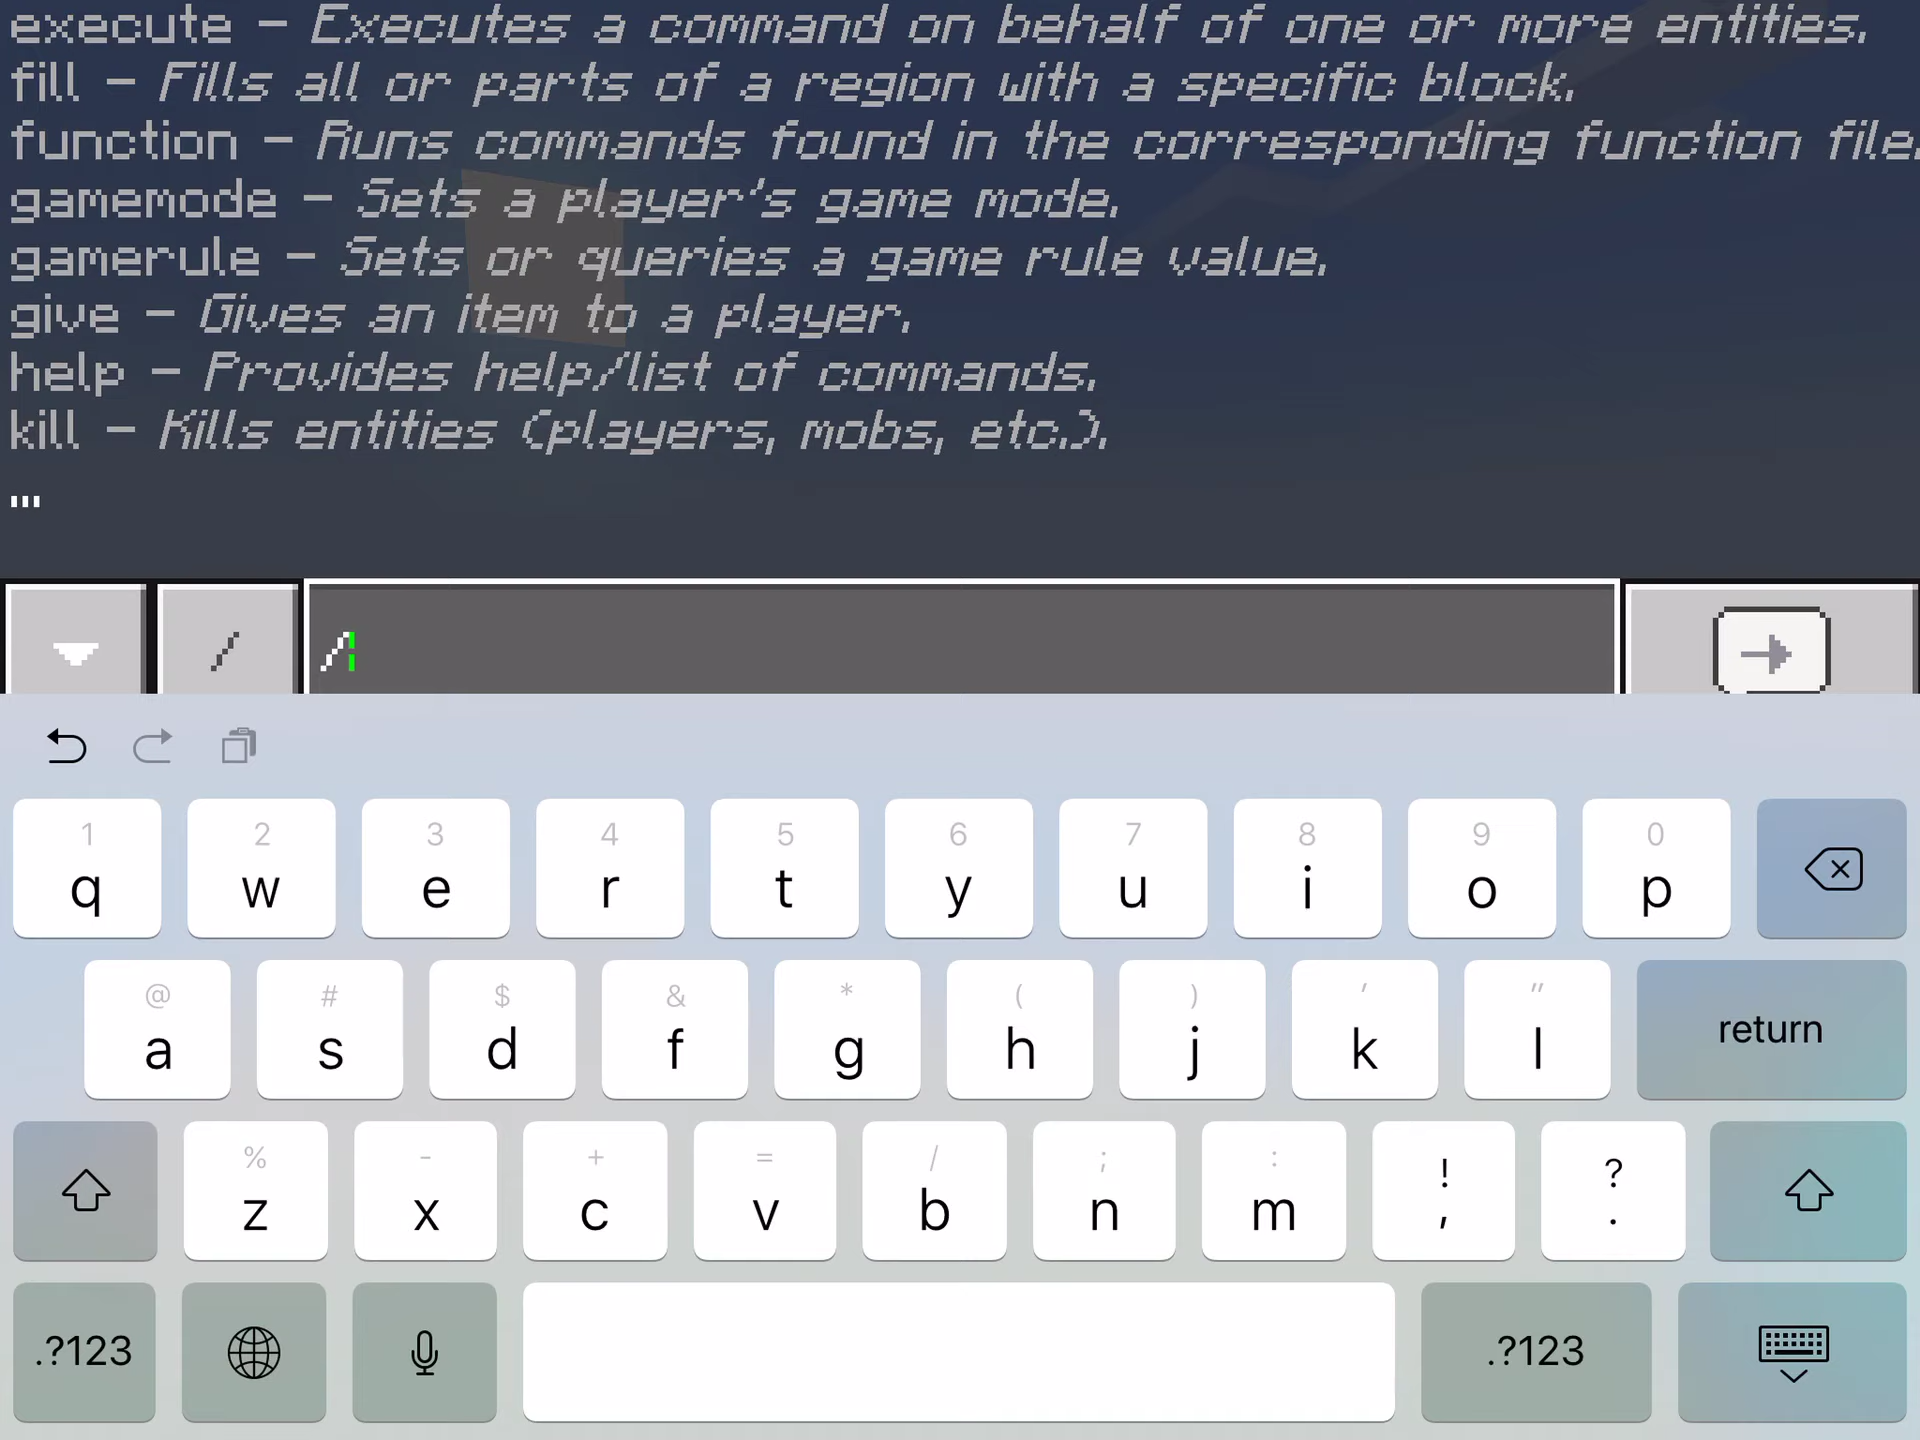 execute – Executes a command on behalf of one or more entities.
fill – Fills all or parts of a region with a specific block.
function – Runs commands found in the corresponding function file.
gamemode – Sets a player's game mode.
gamerule – Sets or queries a game rule value.
give – Gives an item to a player.
help – Provides help/list of commands.
kill – Kills entities (players, mobs, etc.).
...
/ /
1 2 3 4 5 6 7 8 9 0
q w e r t y u i o p
@ # $ & * ( ) ' "
a s d f g h j k l return
% - + = / ; : ! ?
z x c v b n m , .
.?123 .?123